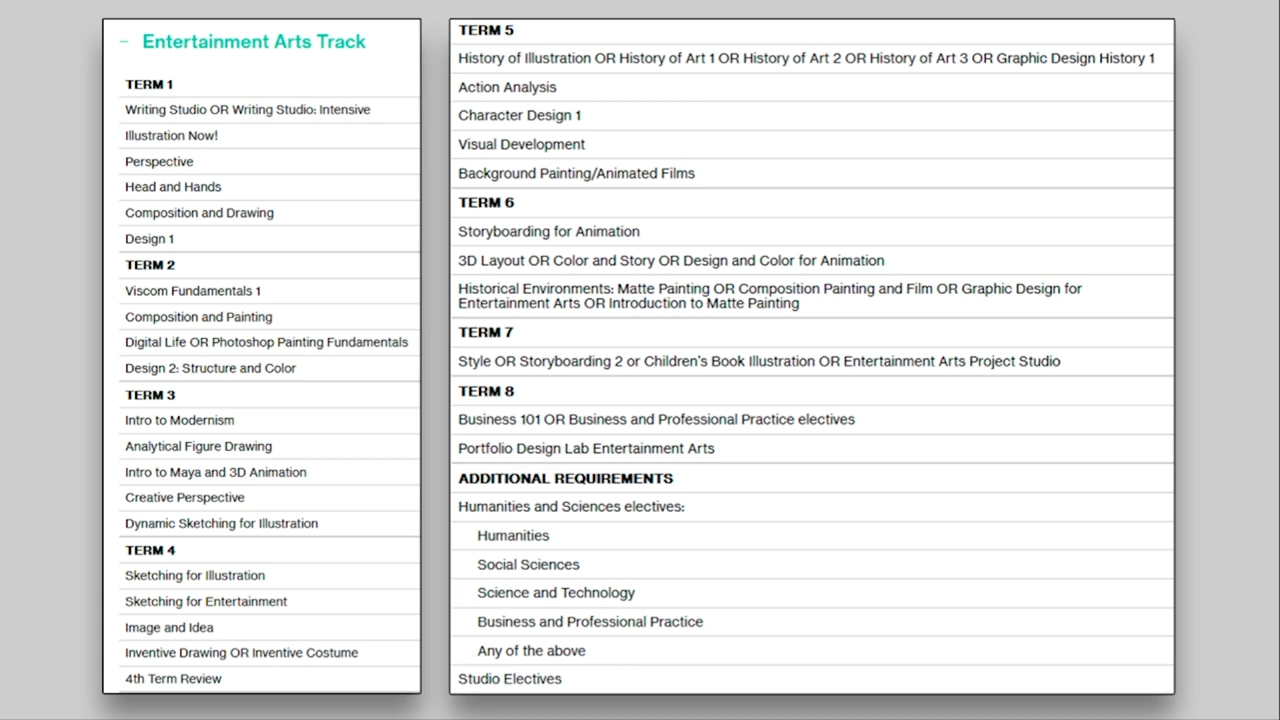 Entertainment Arts Track
TERM 1
Writing Studio OR Writing Studio: Intensive
Illustration Now!
Perspective
Head and Hands
Composition and Drawing
Design 1
TERM 2
Viscom Fundamentals 1
Composition and Painting
Digital Life OR Photoshop Painting Fundamentals
Design 2: Structure and Color
TERM 3
Intro to Modernism
Analytical Figure Drawing
Intro to Maya and 3D Animation
Creative Perspective
Dynamic Sketching for Illustration
TERM 4
Sketching for Illustration
Sketching for Entertainment
Image and Idea
Inventive Drawing OR Inventive Costume
4th Term Review
TERM 5
History of Illustration OR History of Art 1 OR History of Art 2 OR History of Art 3 OR Graphic Design History 1
Action Analysis
Character Design 1
Visual Development
Background Painting/Animated Films
TERM 6
Storyboarding for Animation
3D Layout OR Color and Story OR Design and Color for Animation
Historical Environments: Matte Painting OR Composition Painting and Film OR Graphic Design for
Entertainment Arts OR Introduction to Matte Painting
TERM 7
Style OR Storyboarding 2 or Children's Book Illustration OR Entertainment Arts Project Studio
TERM 8
Business 101 OR Business and Professional Practice electives
Portfolio Design Lab Entertainment Arts
ADDITIONAL REQUIREMENTS
Humanities and Sciences electives:
Humanities
Social Sciences
Science and Technology
Business and Professional Practice
Any of the above
Studio Electives